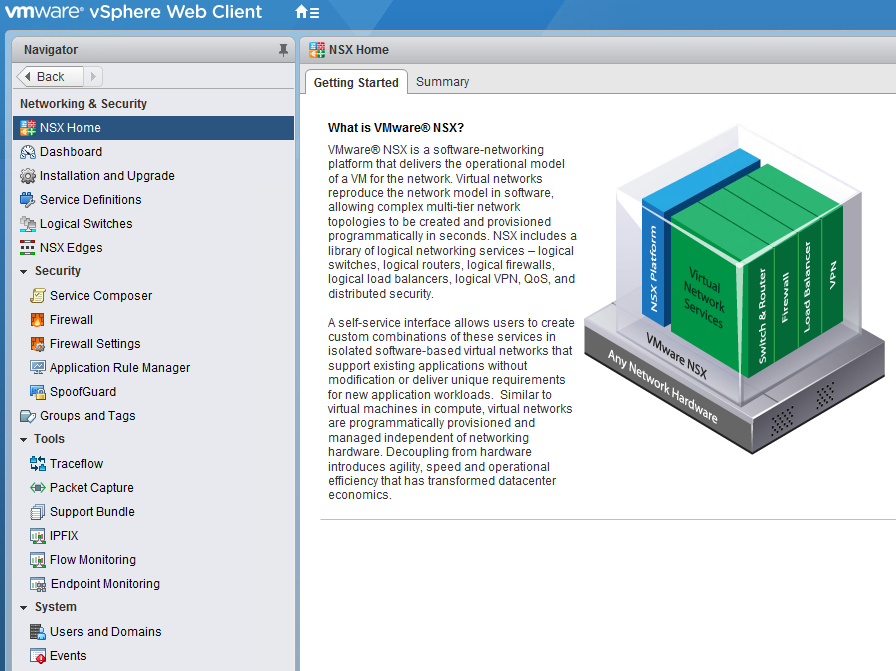 vmware® vSphere Web Client
Navigator
Back
Networking & Security
NSX Home
Dashboard
Installation and Upgrade
Service Definitions
Logical Switches
NSX Edges
Security
Service Composer
Firewall
Firewall Settings
Application Rule Manager
SpoofGuard
Groups and Tags
Tools
Traceflow
Packet Capture
Support Bundle
IPFIX
Flow Monitoring
Endpoint Monitoring
System
Users and Domains
Events
NSX Home
Getting Started
Summary
What is VMware® NSX?
VMware® NSX is a software-networking
platform that delivers the operational model
of a VM for the network. Virtual networks
reproduce the network model in software,
allowing complex multi-tier network
topologies to be created and provisioned
programmatically in seconds. NSX includes a
library of logical networking services – logical
switches, logical routers, logical firewalls,
logical load balancers, logical VPN, QoS, and
distributed security.
A self-service interface allows users to create
custom combinations of these services in
isolated software-based virtual networks that
support existing applications without
modification or deliver unique requirements
for new application workloads.  Similar to
virtual machines in compute, virtual networks
are programmatically provisioned and
managed independent of networking
hardware. Decoupling from hardware
introduces agility, speed and operational
efficiency that has transformed datacenter
economics.
NSX Platform
Virtual
Network
Services
Switch & Router
Firewall
Load Balancer
VPN
VMware NSX
Any Network Hardware